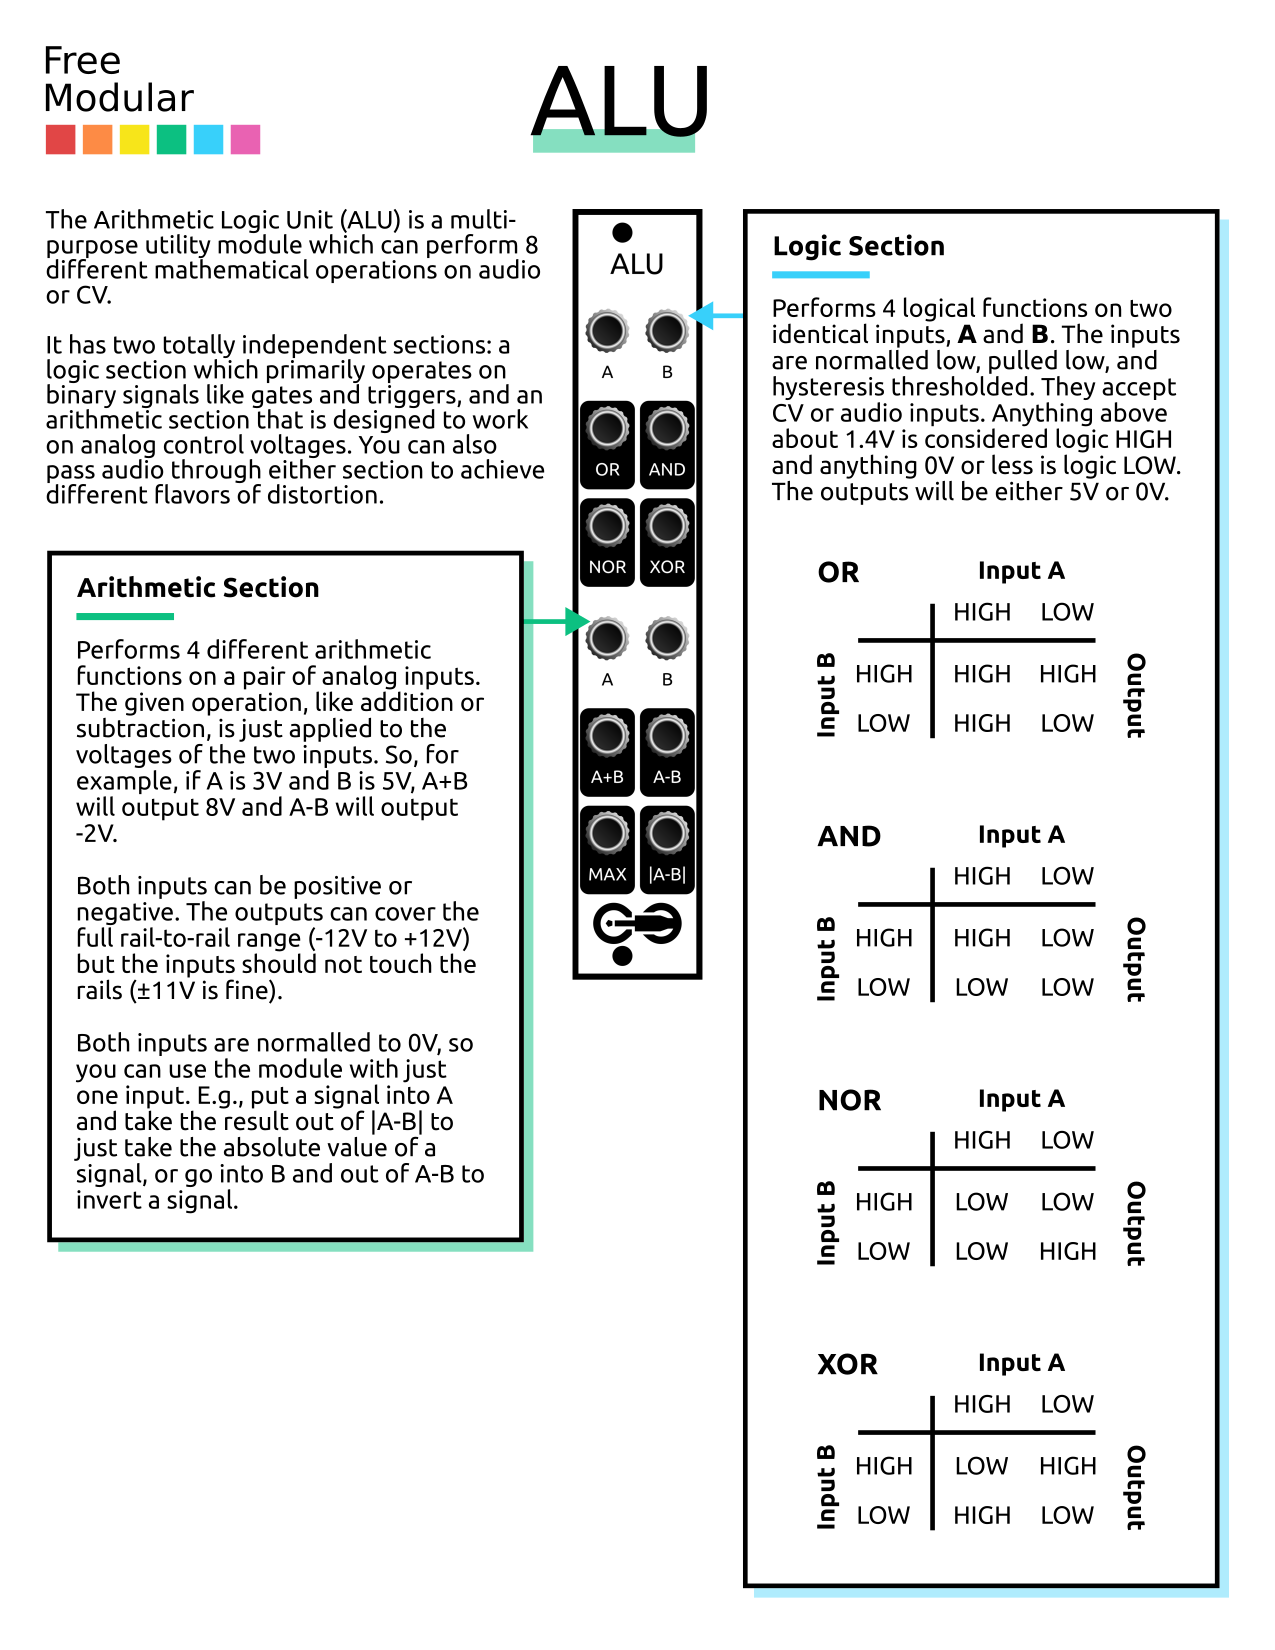 Free
Modular
ALU
The Arithmetic Logic Unit (ALU) is a multi-
purpose utility module which can perform 8
different mathematical operations on audio
or CV.
It has two totally independent sections: a
logic section which primarily operates on
binary signals like gates and triggers, and an
arithmetic section that is designed to work
on analog control voltages. You can also
pass audio through either section to achieve
different flavors of distortion.
Arithmetic Section
Performs 4 different arithmetic
functions on a pair of analog inputs.
The given operation, like addition or
subtraction, is just applied to the
voltages of the two inputs. So, for
example, if A is 3V and B is 5V, A+B
will output 8V and A-B will output
-2V.
Both inputs can be positive or
negative. The outputs can cover the
full rail-to-rail range (-12V to +12V)
but the inputs should not touch the
rails (±11V is fine).
Both inputs are normalled to 0V, so
you can use the module with just
one input. E.g., put a signal into A
and take the result out of |A-B| to
just take the absolute value of a
signal, or go into B and out of A-B to
invert a signal.
ALU
A B
OR AND
NOR XOR
A B
A+B A-B
MAX |A-B|
Logic Section
Performs 4 logical functions on two
identical inputs, A and B. The inputs
are normalled low, pulled low, and
hysteresis thresholded. They accept
CV or audio inputs. Anything above
about 1.4V is considered logic HIGH
and anything 0V or less is logic LOW.
The outputs will be either 5V or 0V.
OR Input A
HIGH LOW
Input B
HIGH HIGH HIGH
LOW HIGH LOW
Output
AND Input A
HIGH LOW
Input B
HIGH HIGH LOW
LOW LOW LOW
Output
NOR Input A
HIGH LOW
Input B
HIGH LOW LOW
LOW LOW HIGH
Output
XOR Input A
HIGH LOW
Input B
HIGH LOW HIGH
LOW HIGH LOW
Output